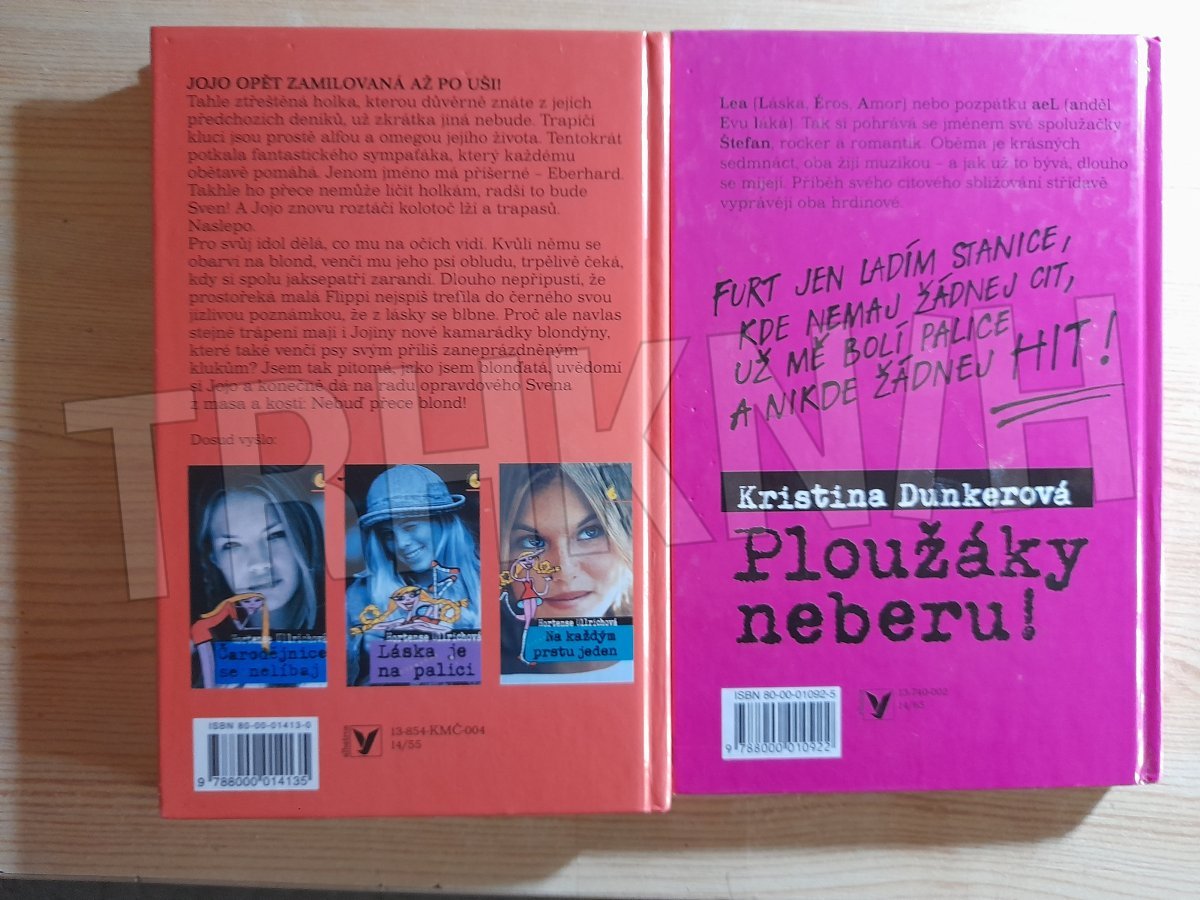 JOJO OPĚT ZAMILOVANÁ AŽ PO UŠI!
Tahle ztřeštěná holka, kterou důvěrně znáte z jejích
předchozích deníků, už zkrátka jiná nebude. Trápící
kluci jsou prostě alfou a omegou jejího života. Tentokrát
potkala fantastického sympaťáka, který každému
obětavě pomáhá. Jenom jméno má příšerné – Eberhard.
Takhle ho přece nemůže líčit holkám, radši to bude
Sven! A Jojo znovu roztáčí kolotoč lží a trapasů.
Naslepo.
Pro svůj idol dělá, co mu na očích vidí. Kvůli němu se
obarví na blond, venčí mu jeho psí obludu, trpělivě čeká,
kdy si spolu jaksepatří zarandí. Dlouho nepřipustí, že
prostořeká malá Flippi nejspíš trefila do černého svou
jízlivou poznámkou, že z lásky se blbne. Proč ale navlas
stejné trápení mají i Jojiny nové kamarádky blondýny,
které také venčí psy svým příliš zaneprázdněným
klukům? Jsem tak pitomá, jako jsem blonďatá, uvědomí
si Jojo a konečně dá na radu opravdového Svena
z masa a kostí: Nebuď přece blond!
Dosud vyšlo:
Hortense Ullrichová
Čarodějnice
se nelíbaj
Hortense Ullrichová
Láska je
na palici
Hortense Ullrichová
Na každým
prstu jeden
ISBN 80-00-01413-0
9 788000 014135
albatros
13-854-KMČ-004
14/55
Lea (Láska, Éros, Amor) nebo pozpátku aeL (anděl
Evu láká). Tak si pohrává se jménem své spolužačky
Štefan, rocker a romantik. Oběma je krásných
sedmnáct, oba žijí muzikou – a jak už to bývá, dlouho
se míjejí. Příběh svého citového sbližování střídavě
vyprávějí oba hrdinové.
FURT JEN LADÍM STANICE,
KDE NEMAJ ŽÁDNEJ CIT,
UŽ MĚ BOLÍ PALICE
A NIKDE ŽÁDNEJ HIT!
Kristina Dunkerová
Ploužáky
neberu!
ISBN 80-00-01092-5
9 788000 010922
13-740-002
14/65
TRHKNIH